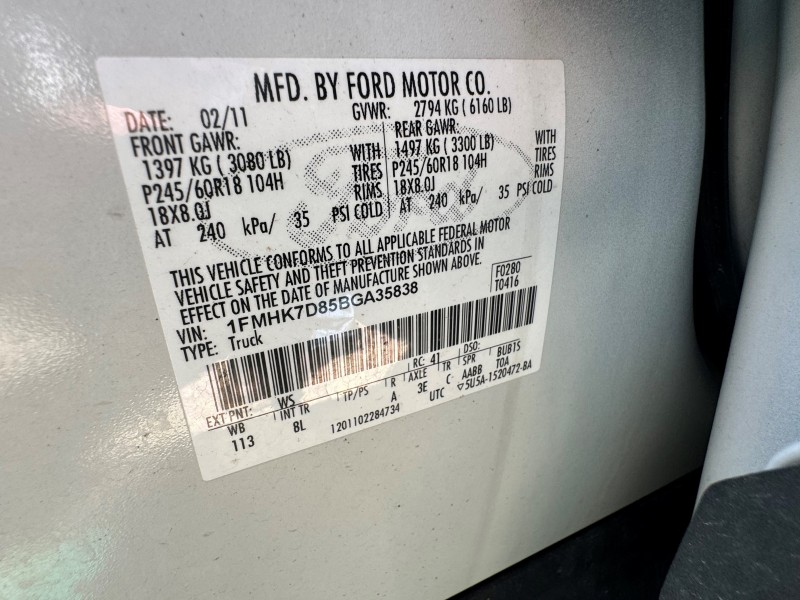 MFD. BY FORD MOTOR CO.
DATE: 02/11 GVWR: 2794 KG ( 6160 LB)
FRONT GAWR: REAR GAWR:
1397 KG ( 3080 LB) WITH 1497 KG ( 3300 LB) WITH
P245/60R18 104H TIRES P245/60R18 104H TIRES
18X8.0J RIMS 18X8.0J RIMS
AT 240 kPa/ 35 PSI COLD AT 240 kPa/ 35 PSI COLD
Ford
THIS VEHICLE CONFORMS TO ALL APPLICABLE FEDERAL MOTOR
VEHICLE SAFETY AND THEFT PREVENTION STANDARDS IN
EFFECT ON THE DATE OF MANUFACTURE SHOWN ABOVE.
VIN: 1FMHK7D85BGA35838
TYPE: Truck
F0280
T0416
EXT PNT: WS RC: 41 DSO:
WB INT TR TP/PS R AXLE TR SPR BUBTS
113 8L A 3E C AABB TOA
1201102284734 UTC ▽5U5A-1520472-BA